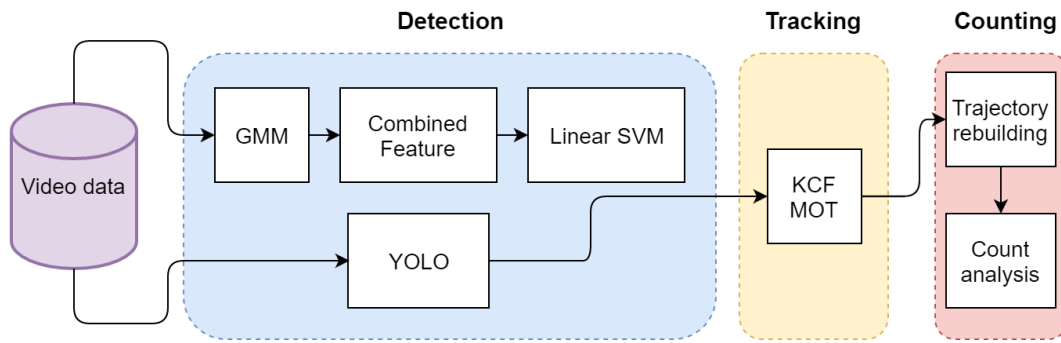 Detection
Tracking
Counting
Video data
GMM
Combined
Feature
Linear SVM
YOLO
KCF
MOT
Trajectory
rebuilding
Count
analysis